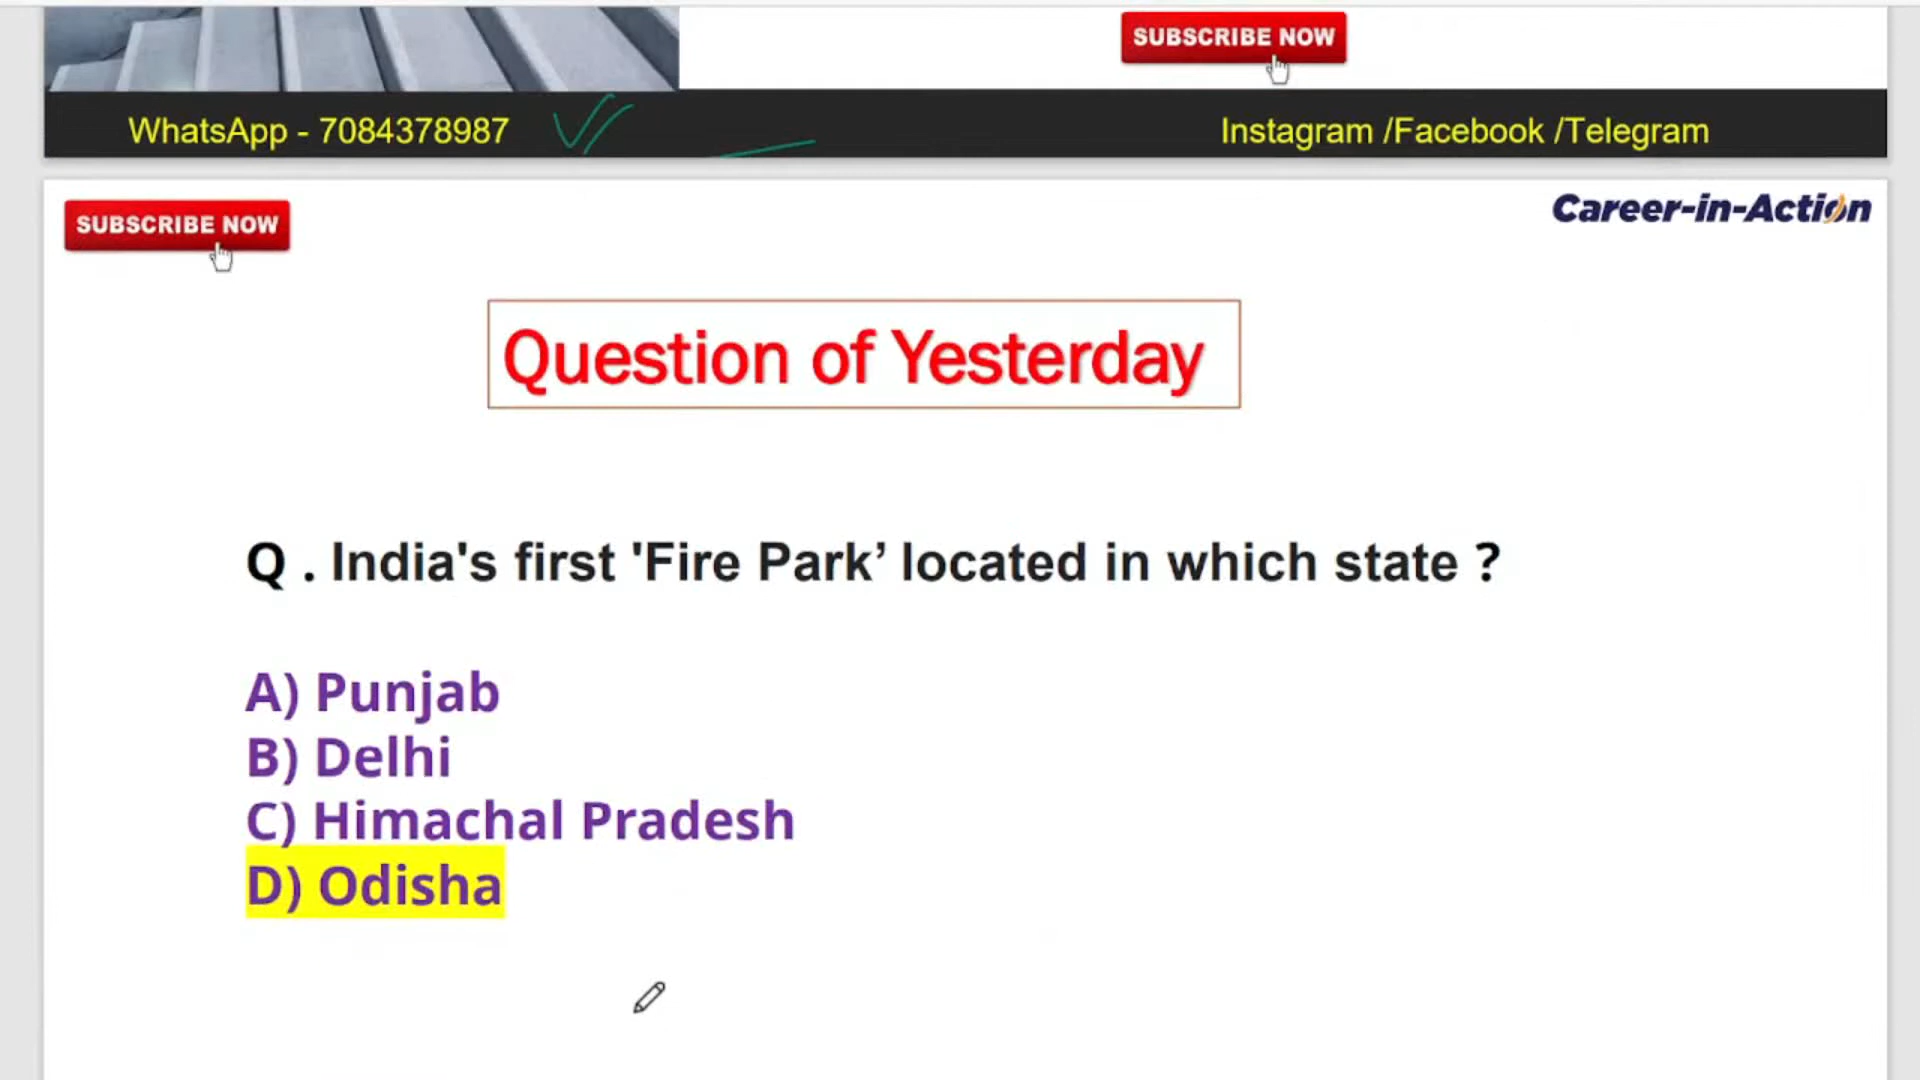 SUBSCRIBE NOW
WhatsApp - 7084378987
Instagram /Facebook /Telegram
SUBSCRIBE NOW
Career-in-Action
Question of Yesterday
Q . India's first 'Fire Park’ located in which state ?
A) Punjab
B) Delhi
C) Himachal Pradesh
D) Odisha